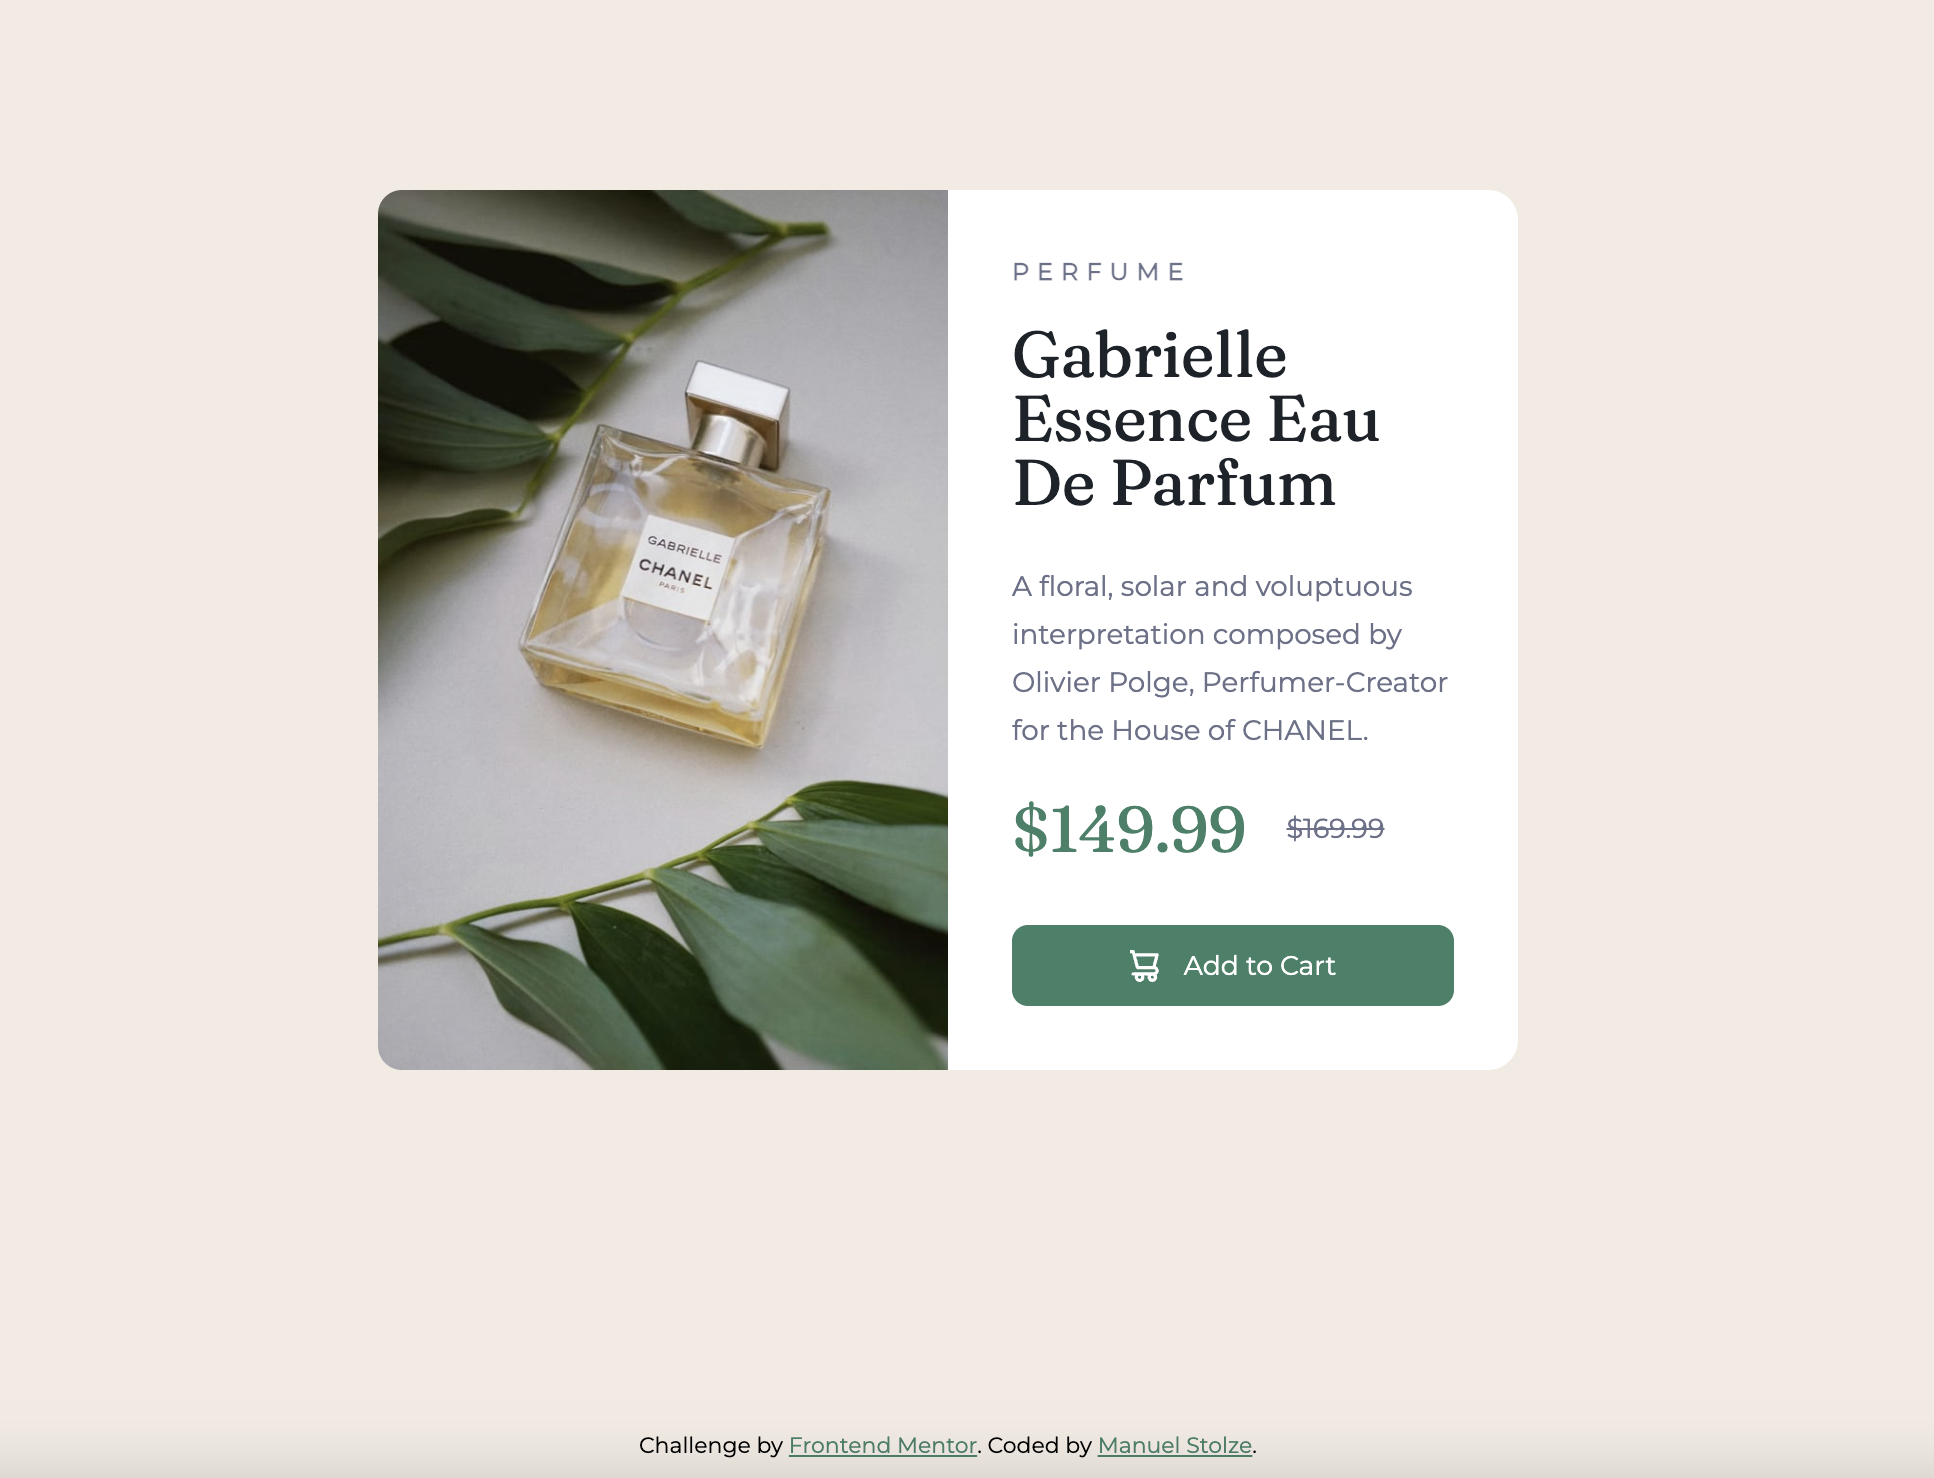 GABRIELLE
CHANEL
PARIS
PERFUME
Gabrielle
Essence Eau
De Parfum
A floral, solar and voluptuous
interpretation composed by
Olivier Polge, Perfumer-Creator
for the House of CHANEL.
$149.99 $169.99
Add to Cart
Challenge by Frontend Mentor. Coded by Manuel Stolze.